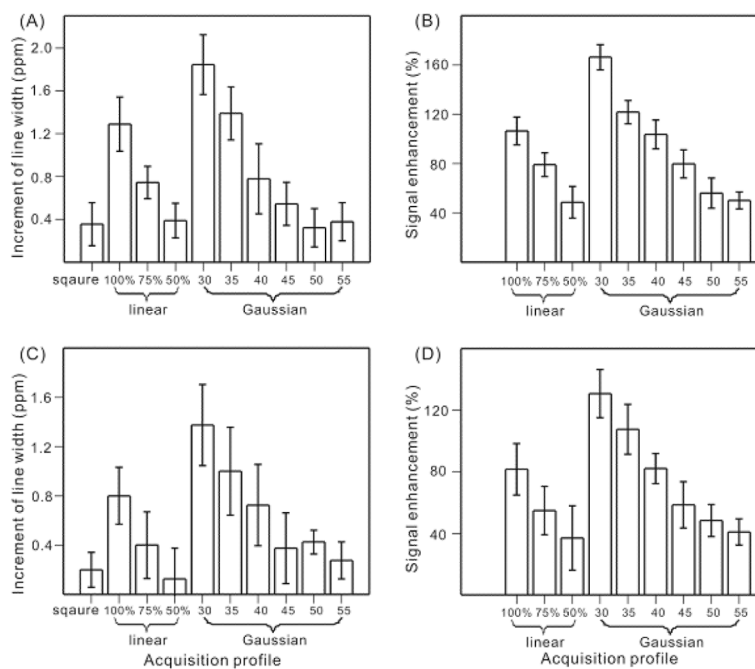 (A)
Increment of line width (ppm)
2.0
1.6
1.2
0.8
0.4
sqaure 100% 75% 50% 30 35 40 45 50 55
linear Gaussian
(B)
Signal enhancement (%)
160
120
80
40
100% 75% 50% 30 35 40 45 50 55
linear Gaussian
(C)
Increment of line width (ppm)
1.6
1.2
0.8
0.4
sqaure 100% 75% 50% 30 35 40 45 50 55
linear Gaussian
Acquisition profile
(D)
Signal enhancement (%)
120
80
40
100% 75% 50% 30 35 40 45 50 55
linear Gaussian
Acquisition profile